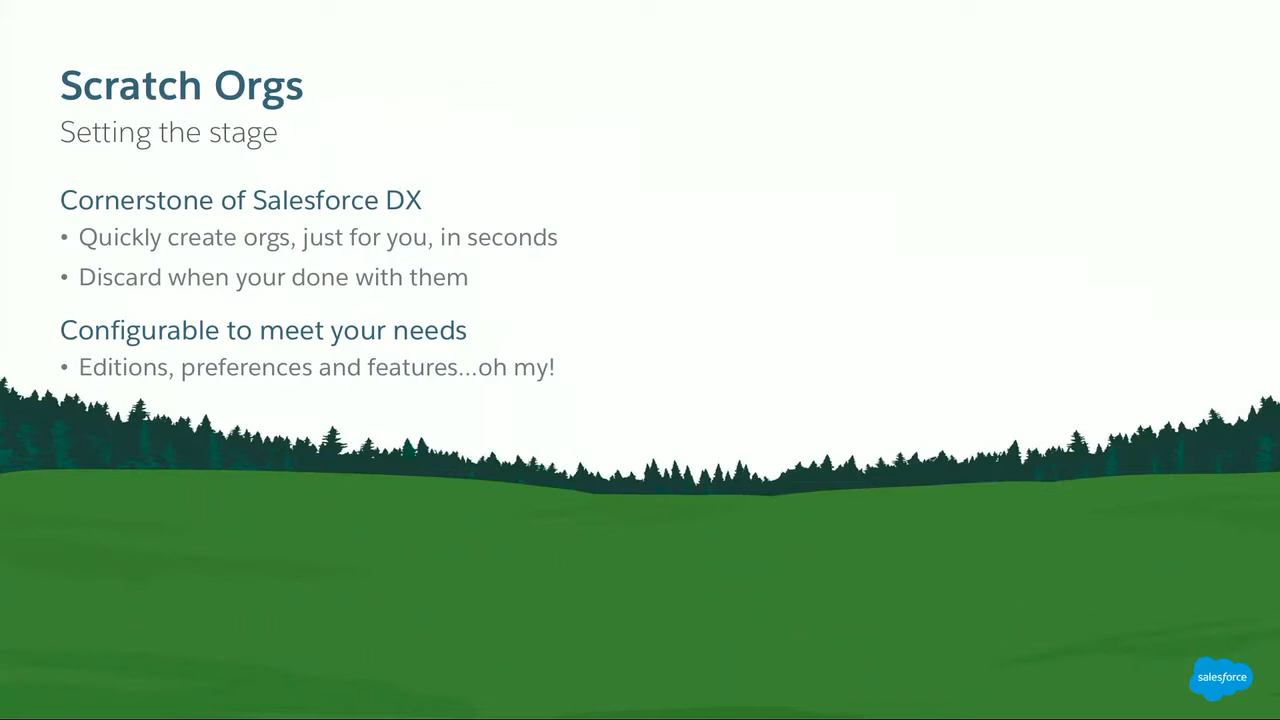 Scratch Orgs
Setting the stage
Cornerstone of Salesforce DX
• Quickly create orgs, just for you, in seconds
• Discard when your done with them
Configurable to meet your needs
• Editions, preferences and features...oh my!
salesforce